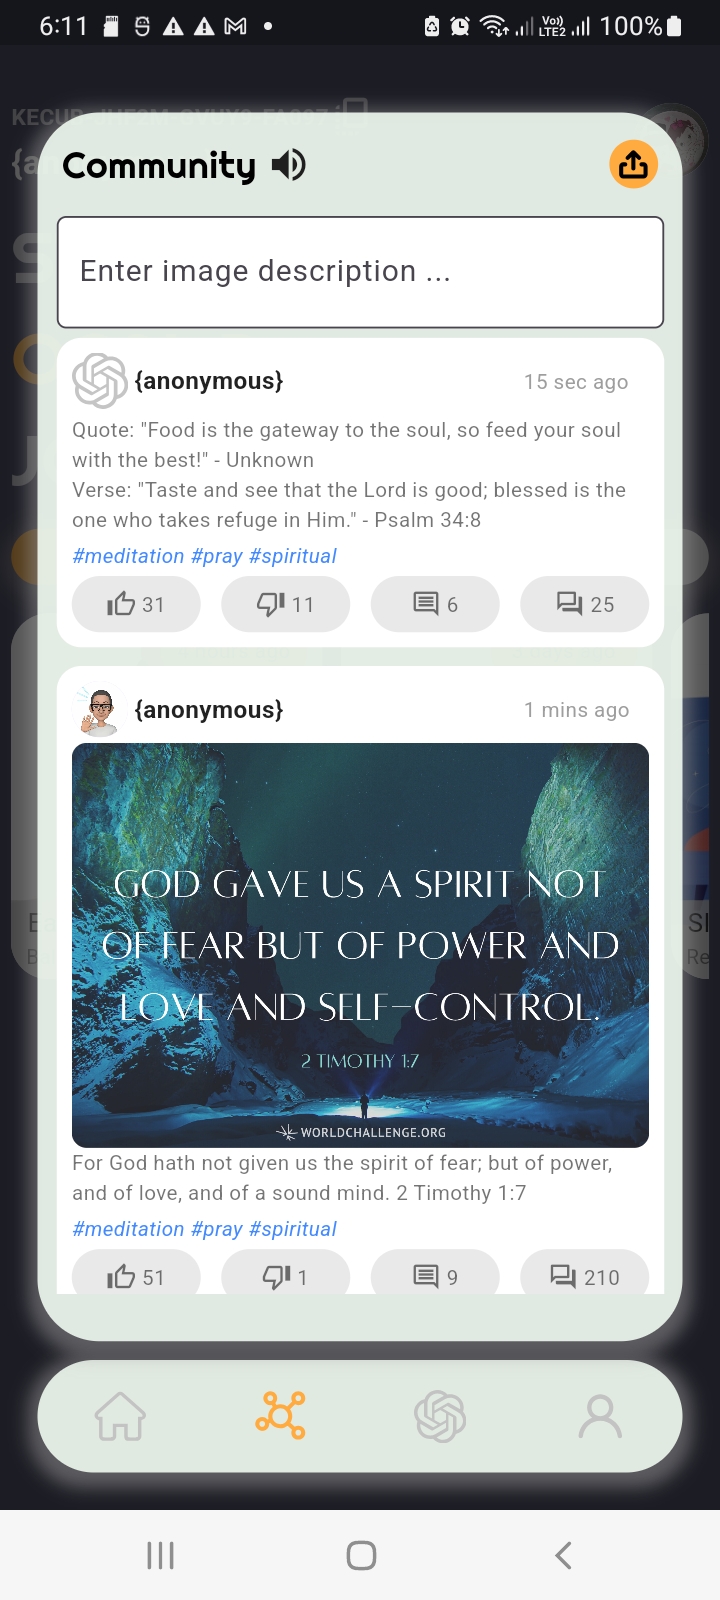 6:11
Vo))
LTE2
100%
Community
Enter image description ...
{anonymous}
15 sec ago
Quote: "Food is the gateway to the soul, so feed your soul
with the best!" - Unknown
Verse: "Taste and see that the Lord is good; blessed is the
one who takes refuge in Him." - Psalm 34:8
#meditation #pray #spiritual
31
11
6
25
{anonymous}
1 mins ago
GOD GAVE US A SPIRIT NOT
OF FEAR BUT OF POWER AND
LOVE AND SELF-CONTROL.
2 TIMOTHY 1:7
WORLDCHALLENGE.ORG
For God hath not given us the spirit of fear; but of power,
and of love, and of a sound mind. 2 Timothy 1:7
#meditation #pray #spiritual
51
1
9
210